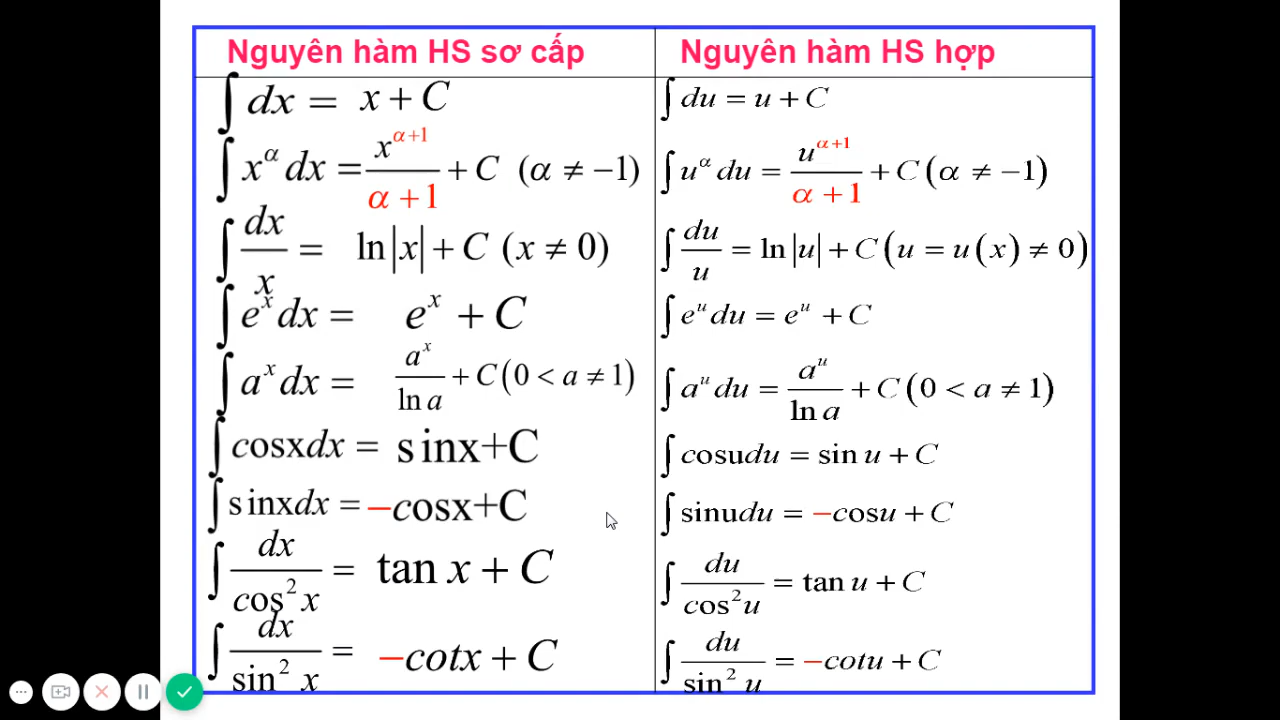 Nguyên hàm HS sơ cấp
Nguyên hàm HS hợp
∫ dx = x + C
∫ du = u + C
∫ x^α dx = x^(α+1)/(α+1) + C (α ≠ −1)
∫ u^α du = u^(α+1)/(α+1) + C (α ≠ −1)
∫ dx/x = ln|x| + C (x ≠ 0)
∫ du/u = ln|u| + C (u = u(x) ≠ 0)
∫ e^x dx = e^x + C
∫ e^u du = e^u + C
∫ a^x dx = a^x/ln a + C (0 < a ≠ 1)
∫ a^u du = a^u/ln a + C (0 < a ≠ 1)
∫ cosxdx = sinx+C
∫ cosudu = sin u + C
∫ sinxdx = −cosx+C
∫ sinudu = −cosu + C
∫ dx/cos²x = tan x + C
∫ du/cos²u = tan u + C
∫ dx/sin² x = −cotx + C
∫ du/sin² u = −cotu + C